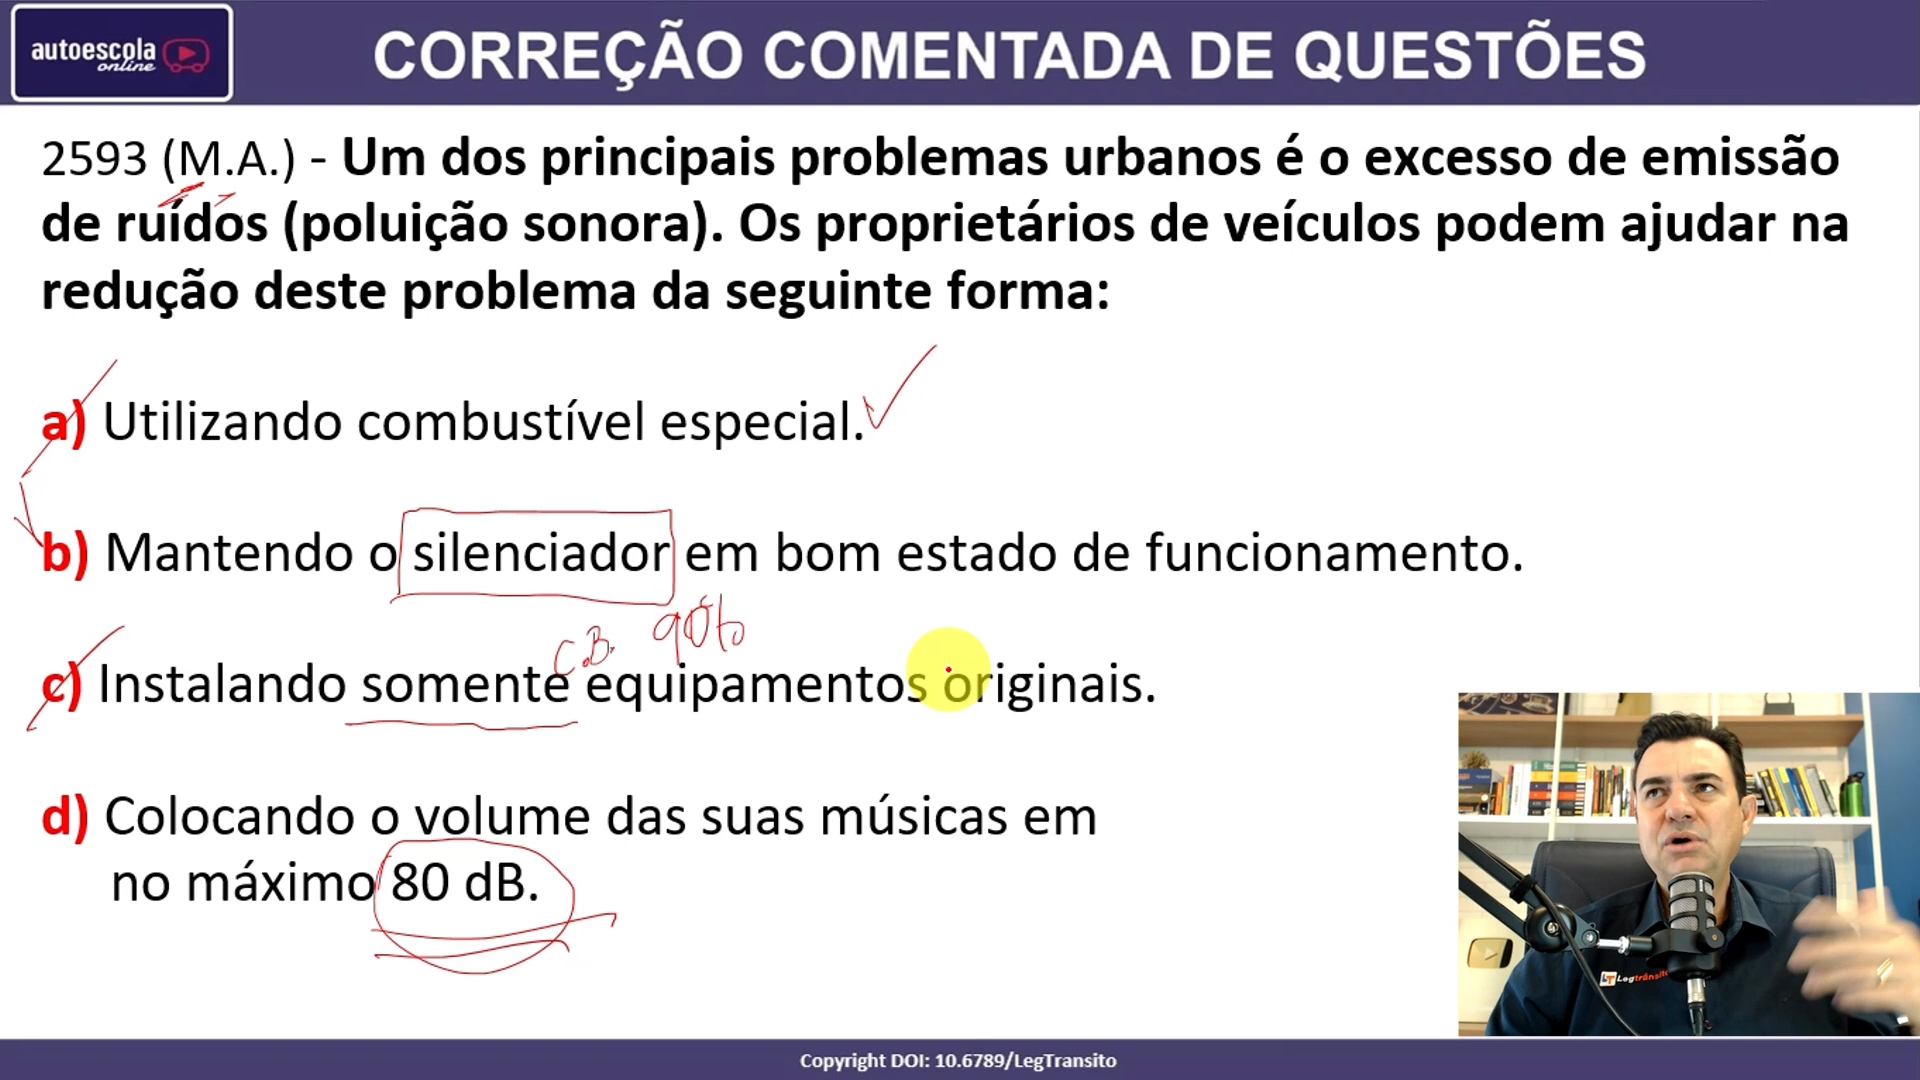 autoescola
online
CORREÇÃO COMENTADA DE QUESTÕES
2593 (M.A.) - Um dos principais problemas urbanos é o excesso de emissão
de ruídos (poluição sonora). Os proprietários de veículos podem ajudar na
redução deste problema da seguinte forma:
a) Utilizando combustível especial.
b) Mantendo o silenciador em bom estado de funcionamento.
C.B.
c) Instalando somente equipamentos originais.
d) Colocando o volume das suas músicas em
no máximo 80 dB.
LT Legtrânsito
Copyright DOI: 10.6789/LegTransito